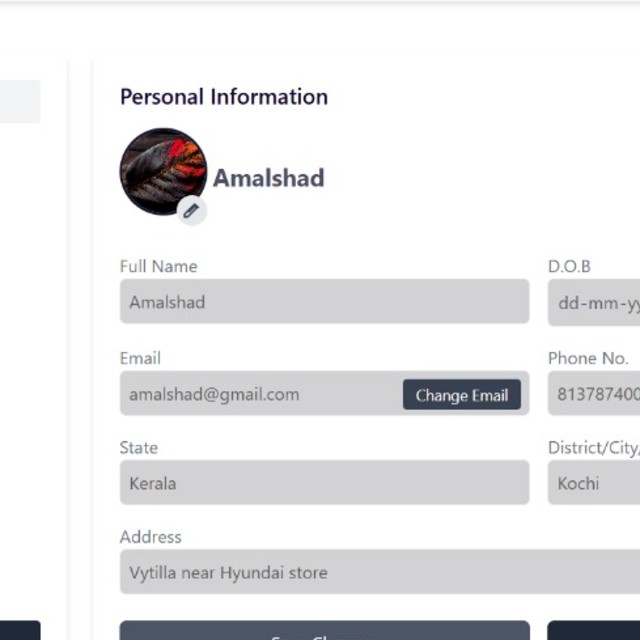 Personal Information
Amalshad
Full Name D.O.B
Amalshad dd-mm-yy
Email Phone No.
amalshad@gmail.com Change Email 813787400
State District/City/
Kerala Kochi
Address
Vytilla near Hyundai store